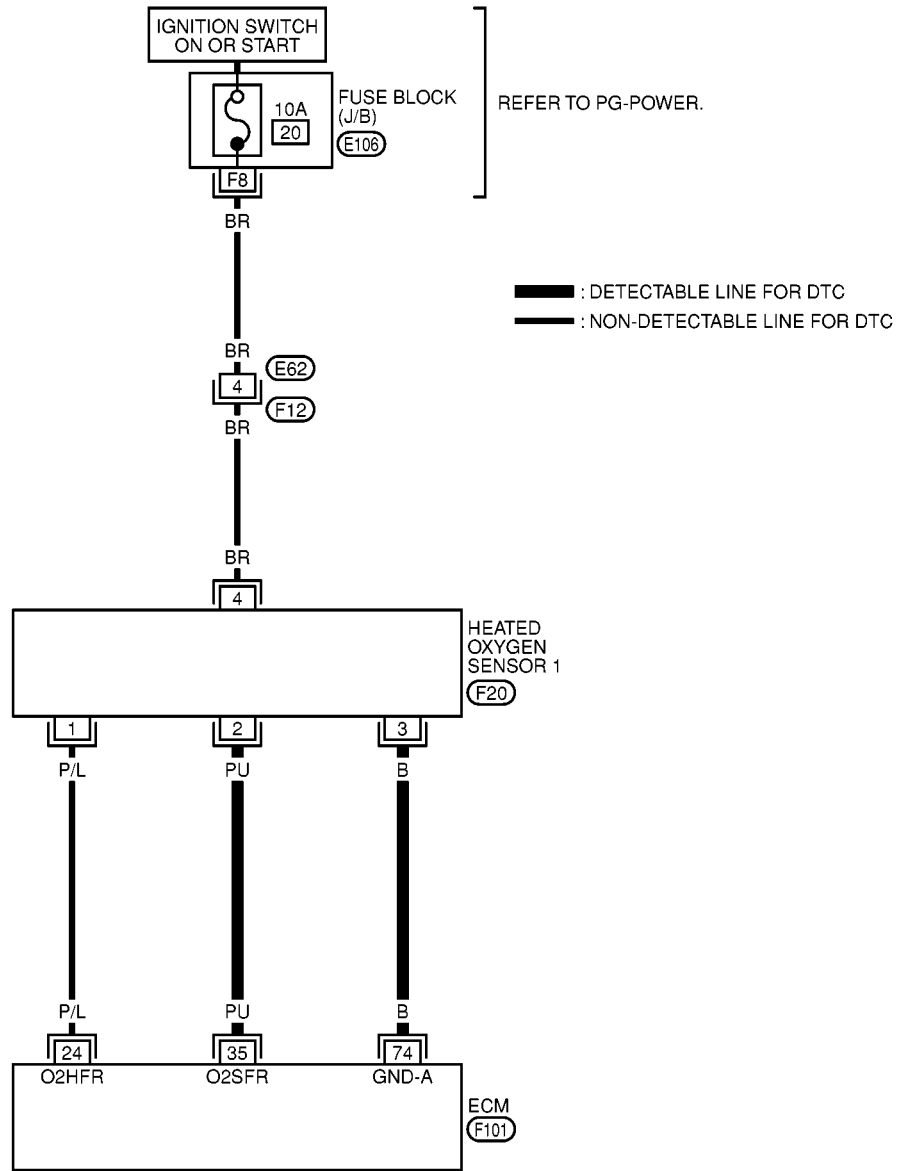 IGNITION SWITCH
ON OR START
10A
20
FUSE BLOCK
(J/B)
E106
REFER TO PG-POWER.
F8
BR
: DETECTABLE LINE FOR DTC
: NON-DETECTABLE LINE FOR DTC
BR
E62
4
F12
BR
BR
4
HEATED
OXYGEN
SENSOR 1
F20
1 2 3
P/L PU B
P/L PU B
24 35 74
O2HFR O2SFR GND-A
ECM
F101